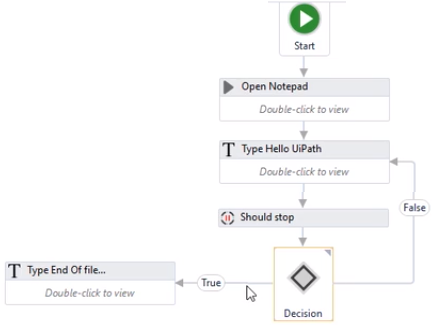 Start
Open Notepad
Double-click to view
T Type Hello UiPath
Double-click to view
False
Should stop
T Type End Of file...
Double-click to view
True
Decision